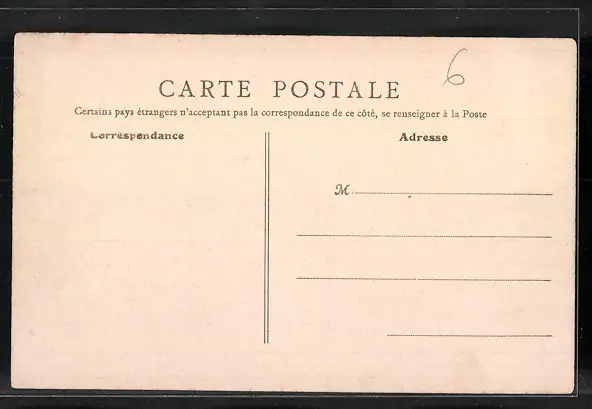 6
CARTE POSTALE
Certains pays étrangers n'acceptant pas la correspondance de ce côté, se renseigner à la Poste
Correspondance
Adresse
M